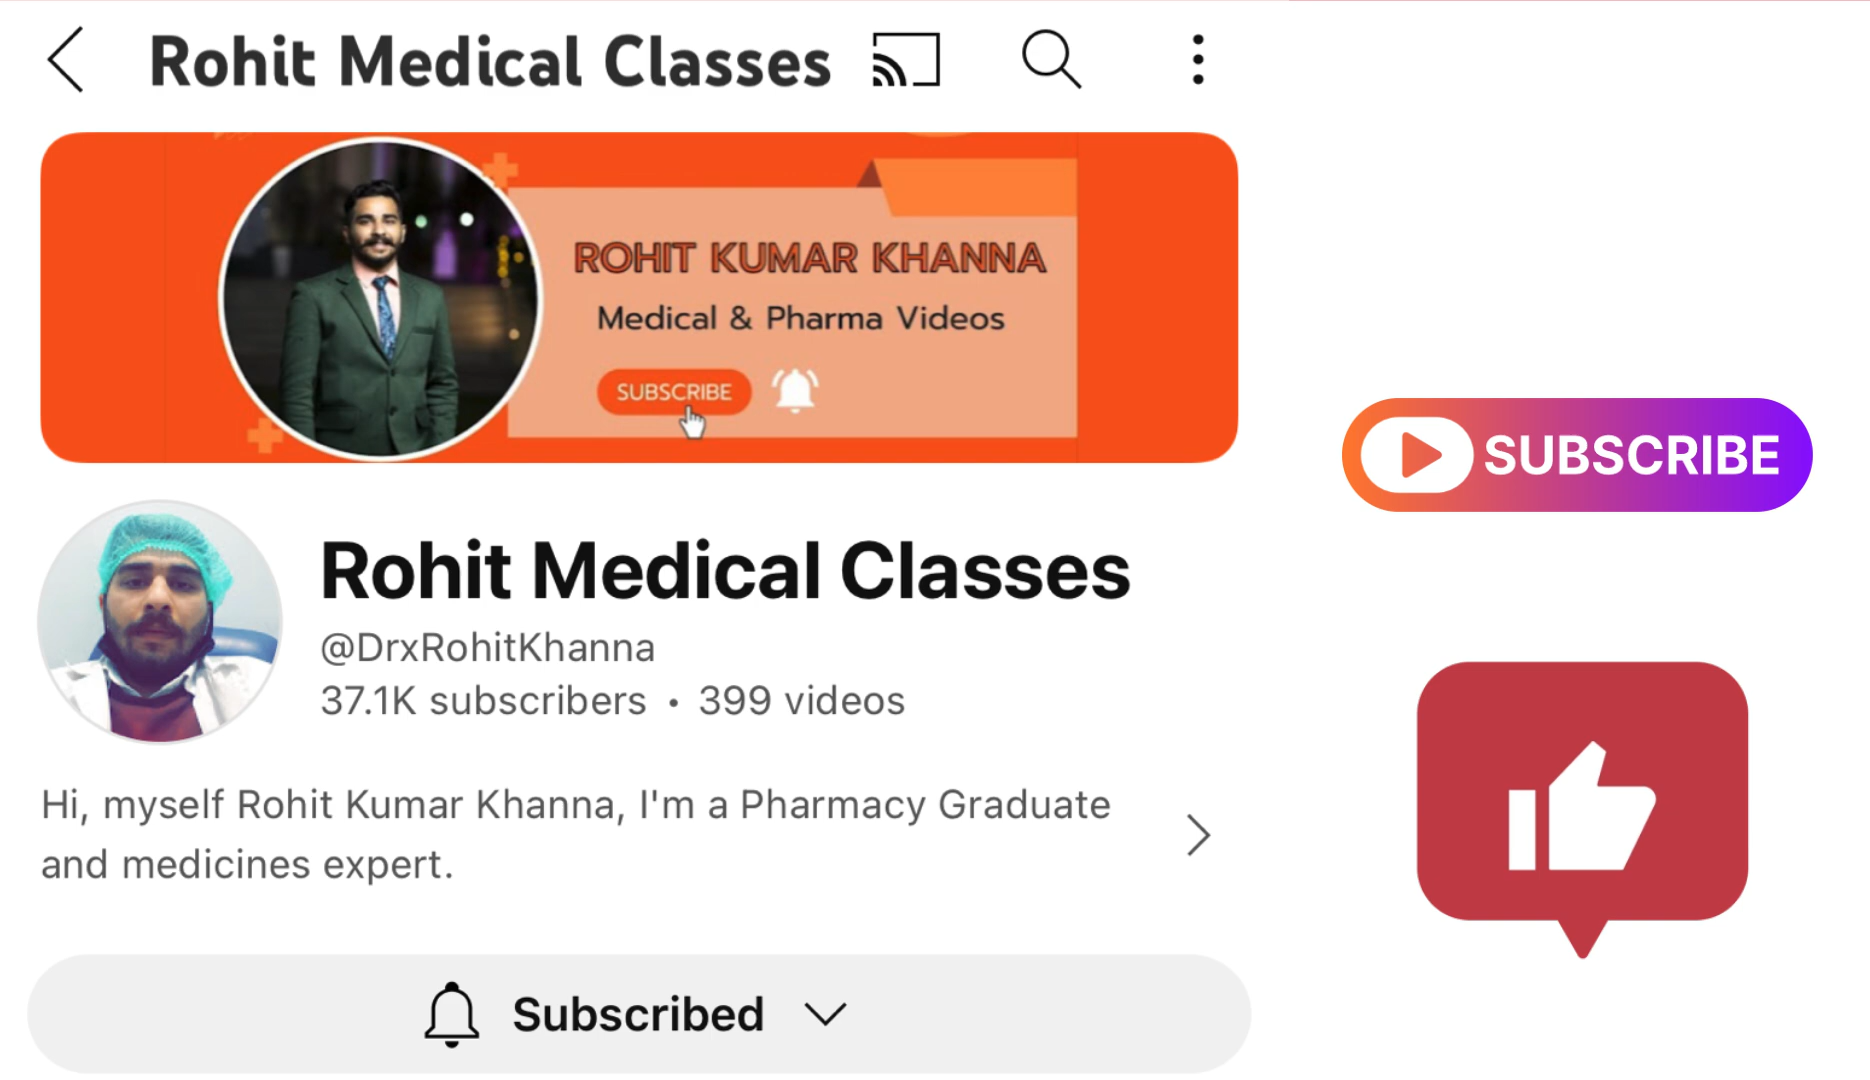 Rohit Medical Classes
ROHIT KUMAR KHANNA
Medical & Pharma Videos
SUBSCRIBE
Rohit Medical Classes
@DrxRohitKhanna
37.1K subscribers • 399 videos
Hi, myself Rohit Kumar Khanna, I'm a Pharmacy Graduate
and medicines expert.
Subscribed
SUBSCRIBE